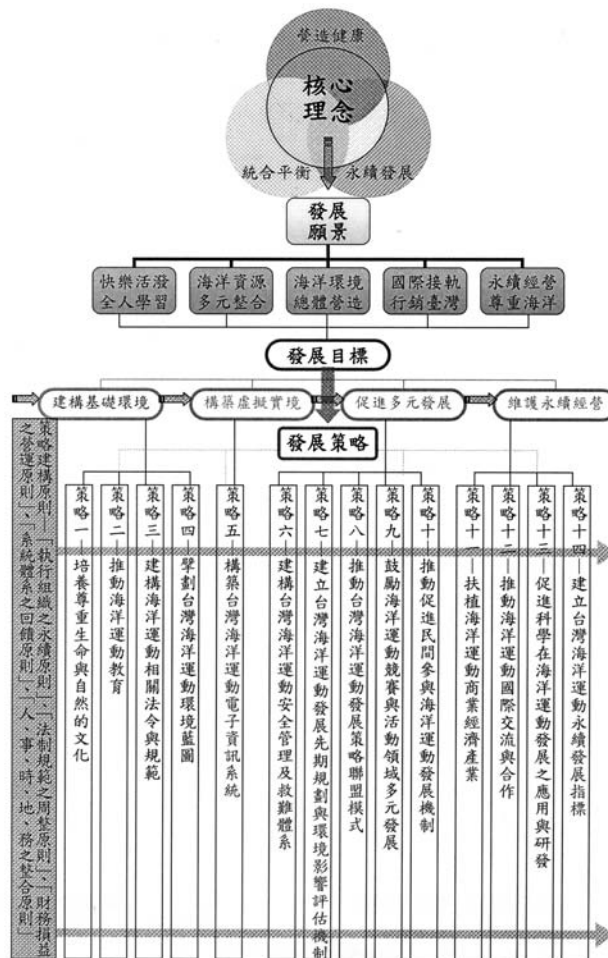 營造健康
核心
理念
統合平衡
永續發展
發展
願景
快樂活潑
全人學習
海洋資源
多元整合
海洋環境
總體營造
國際接軌
行銷臺灣
永續經營
尊重海洋
發展目標
建構基礎環境
構築虛擬實境
促進多元發展
維護永續經營
發展策略
策略建構原則—「執行組織之永續原則」、「法制規範之周整原則」、「財務損益
之營運原則」、「系統體系之回饋原則」、「人、事、時、地、務之整合原則」
策略一—培養尊重生命與自然的文化
策略二—推動海洋運動教育
策略三—建構海洋運動相關法令與規範
策略四—擘劃台灣海洋運動環境藍圖
策略五—構築台灣海洋運動電子資訊系統
策略六—建構台灣海洋運動安全管理及救難體系
策略七—建立台灣海洋運動發展先期規劃與環境影響評估機制
策略八—推動台灣海洋運動發展策略聯盟模式
策略九—鼓勵海洋運動競賽與活動領域多元發展
策略十—推動促進民間參與海洋運動發展機制
策略十一—扶植海洋運動商業經濟產業
策略十二—推動海洋運動國際交流與合作
策略十三—促進科學在海洋運動發展之應用與研發
策略十四—建立台灣海洋運動永續發展指標